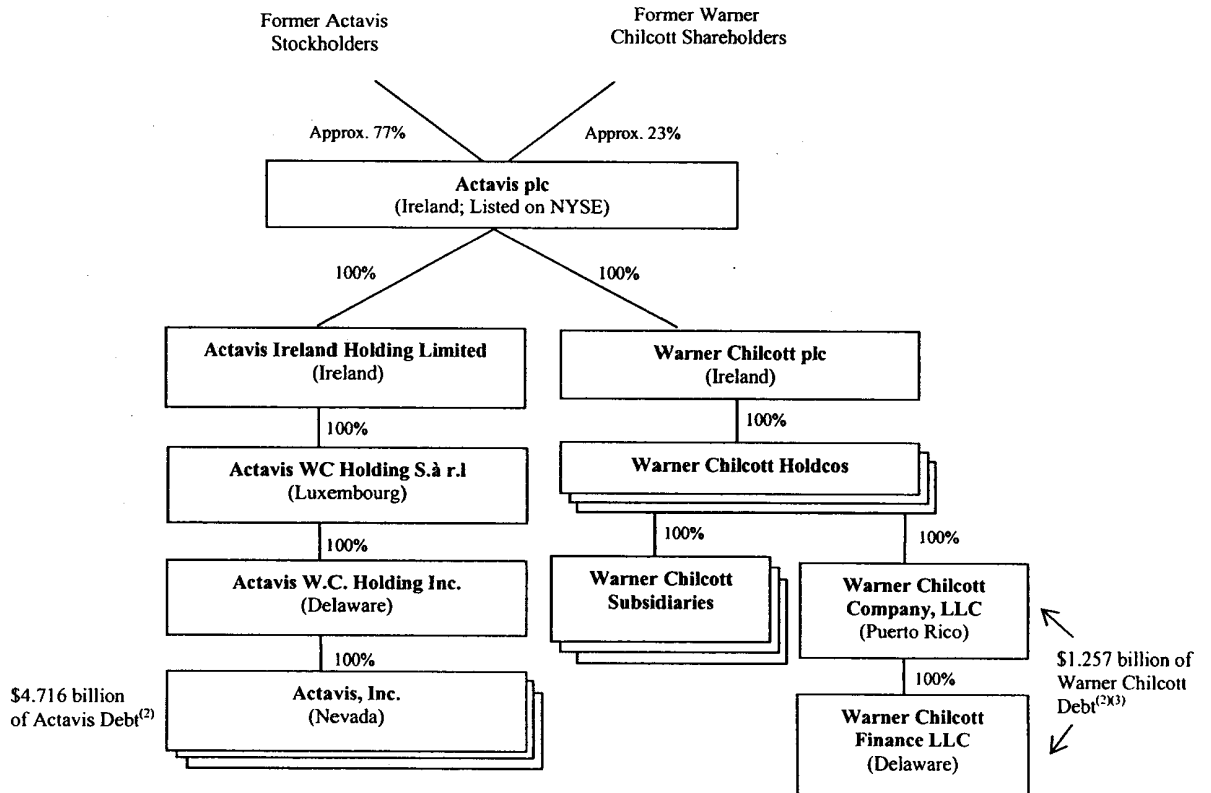 Former Actavis
Stockholders
Former Warner
Chilcott Shareholders
Approx. 77%
Approx. 23%
Actavis plc
(Ireland; Listed on NYSE)
100%
100%
Actavis Ireland Holding Limited
(Ireland)
Warner Chilcott plc
(Ireland)
100%
100%
Actavis WC Holding S.à r.l
(Luxembourg)
Warner Chilcott Holdcos
100%
100%
100%
Actavis W.C. Holding Inc.
(Delaware)
Warner Chilcott
Subsidiaries
Warner Chilcott
Company, LLC
(Puerto Rico)
100%
100%
$4.716 billion
of Actavis Debt(2)
Actavis, Inc.
(Nevada)
$1.257 billion of
Warner Chilcott
Debt(2)(3)
Warner Chilcott
Finance LLC
(Delaware)